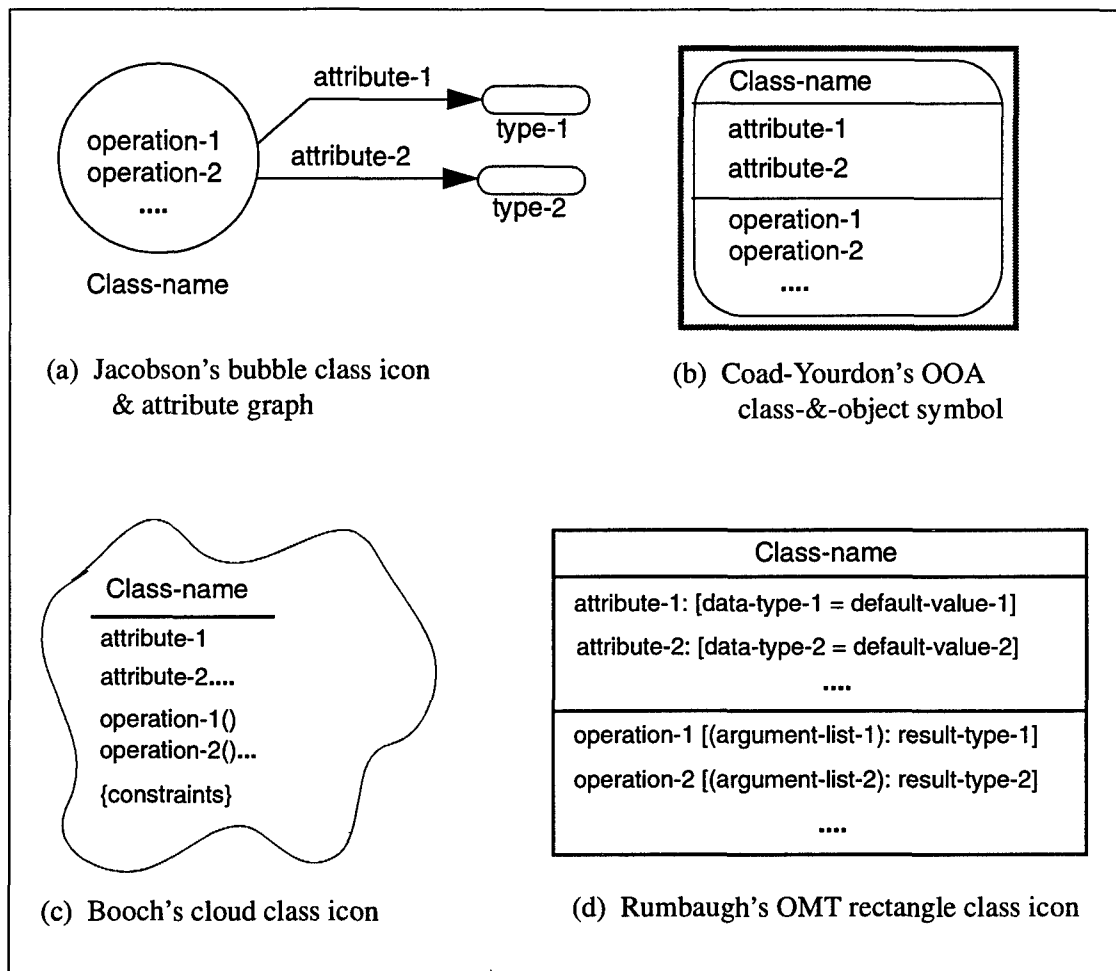 attribute-1
type-1
operation-1
operation-2
....
attribute-2
type-2
Class-name
(a) Jacobson's bubble class icon
& attribute graph
Class-name
attribute-1
attribute-2
operation-1
operation-2
....
(b) Coad-Yourdon's OOA
class-&-object symbol
Class-name
attribute-1
attribute-2....
operation-1()
operation-2()...
{constraints}
(c) Booch's cloud class icon
Class-name
attribute-1: [data-type-1 = default-value-1]
attribute-2: [data-type-2 = default-value-2]
....
operation-1 [(argument-list-1): result-type-1]
operation-2 [(argument-list-2): result-type-2]
....
(d) Rumbaugh's OMT rectangle class icon